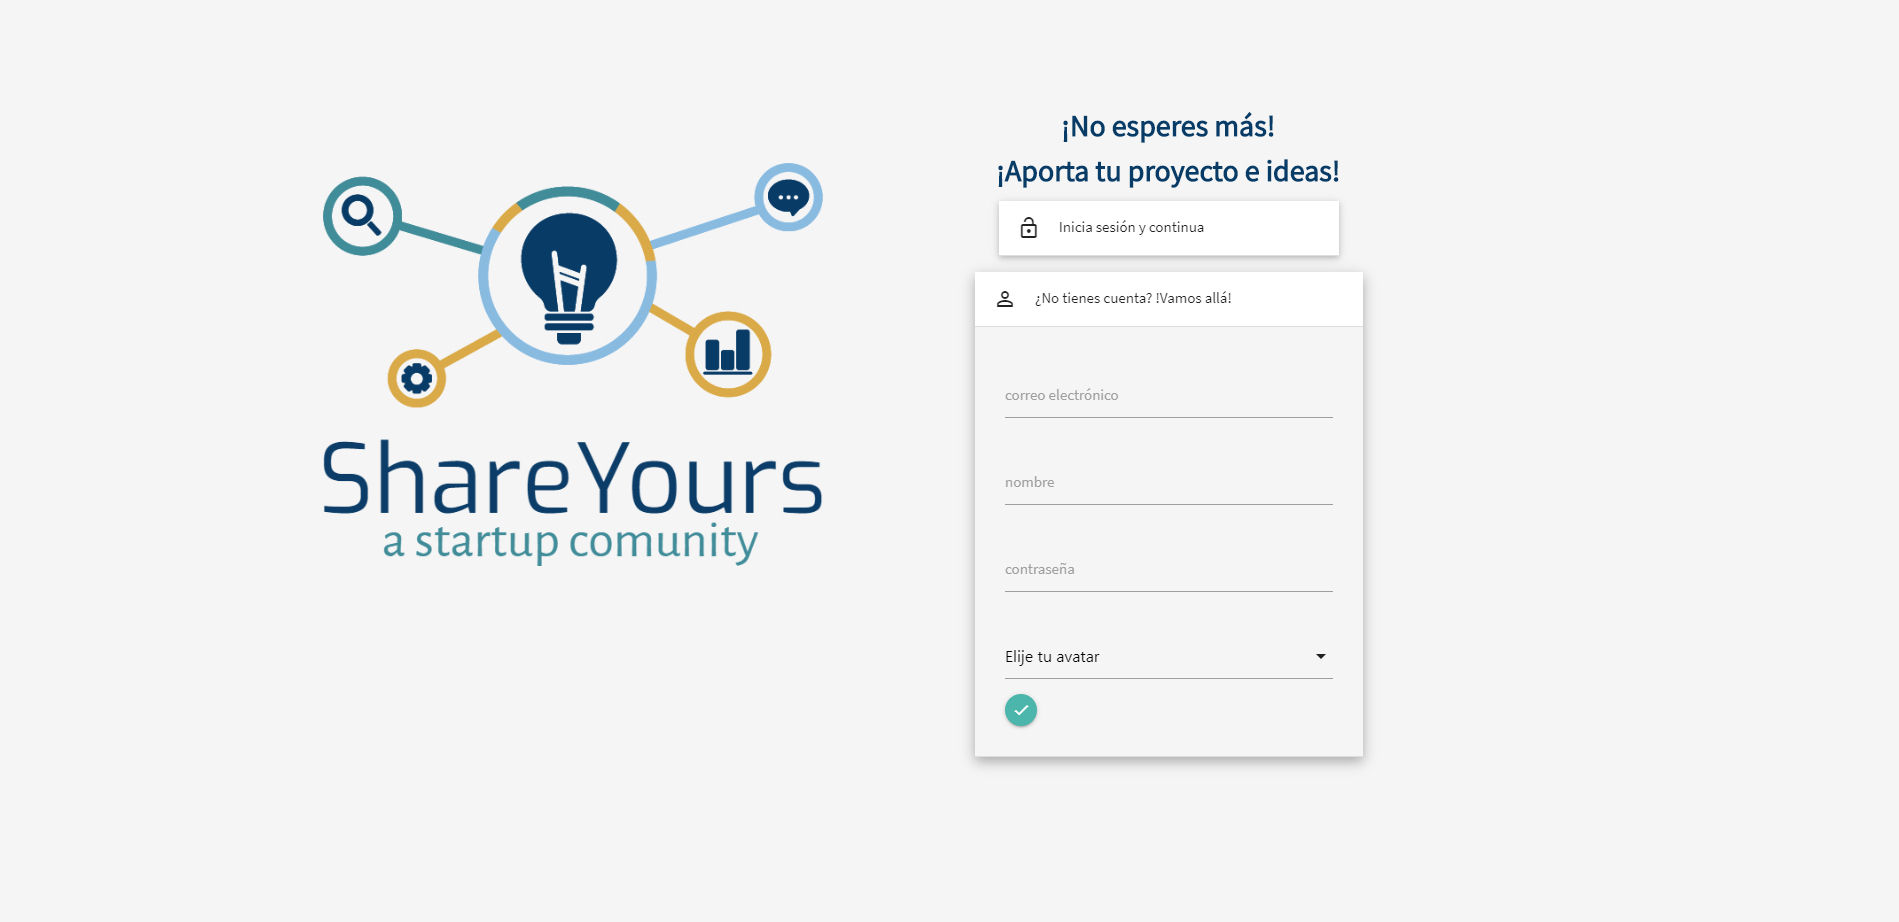 ShareYours
a startup comunity
¡No esperes más!
¡Aporta tu proyecto e ideas!
Inicia sesión y continua
¿No tienes cuenta? !Vamos allá!
correo electrónico
nombre
contraseña
Elije tu avatar